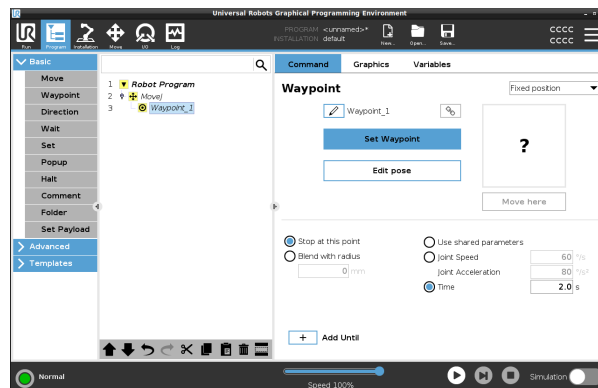 Universal Robots Graphical Programming Environment
UR
Run
Program
Installation
Move
I/O
Log
PROGRAM <unnamed>*
INSTALLATION default
New...
Open...
Save...
CCCC
CCCC
Basic
Move
Waypoint
Direction
Wait
Set
Popup
Halt
Comment
Folder
Set Payload
Advanced
Templates
1 Robot Program
2 MoveJ
3 Waypoint_1
Command Graphics Variables
Waypoint
Fixed position
Waypoint_1
Set Waypoint
Edit pose
?
Move here
Stop at this point
Blend with radius
0 mm
Use shared parameters
Joint Speed 60 °/s
Joint Acceleration 80 °/s²
Time 2.0 s
+ Add Until
Normal
Speed 100%
Simulation